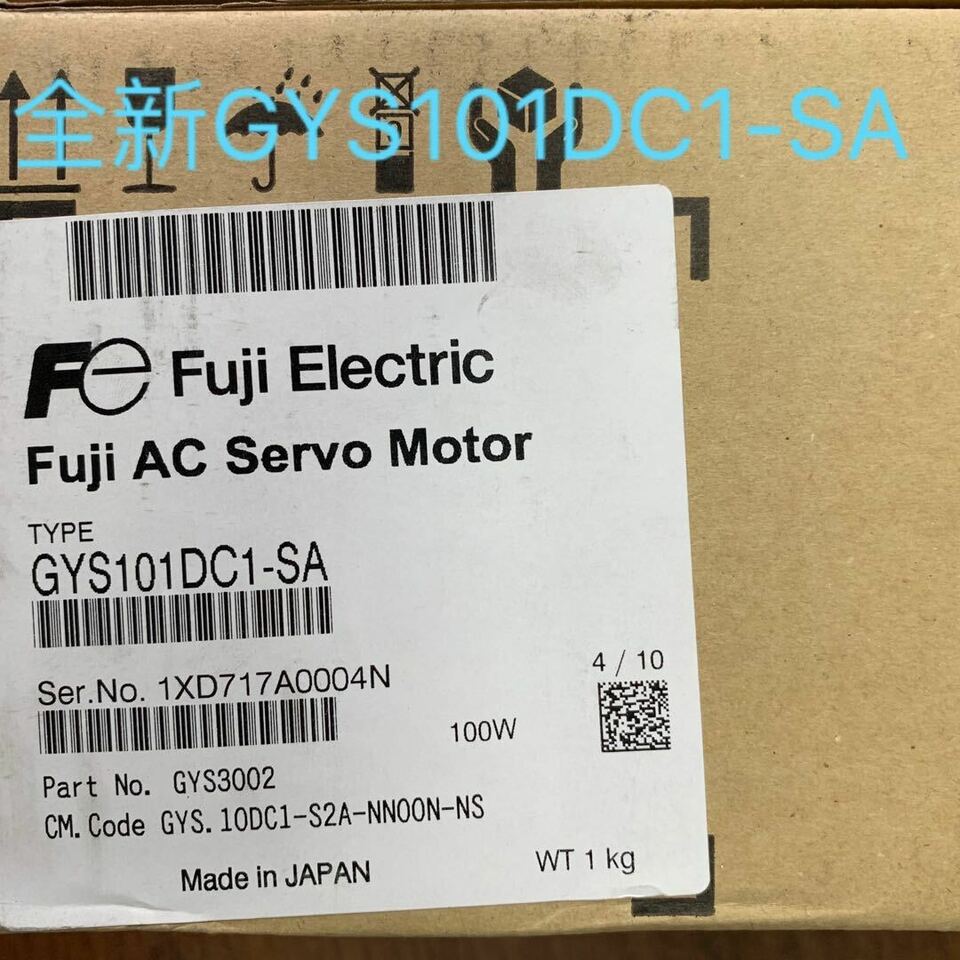 全新GYS101DC1-SA
Fe Fuji Electric
Fuji AC Servo Motor
TYPE
GYS101DC1-SA
Ser.No. 1XD717A0004N
4 / 10
100W
Part No. GYS3002
CM.Code GYS.10DC1-S2A-NN00N-NS
Made in JAPAN
WT 1 kg